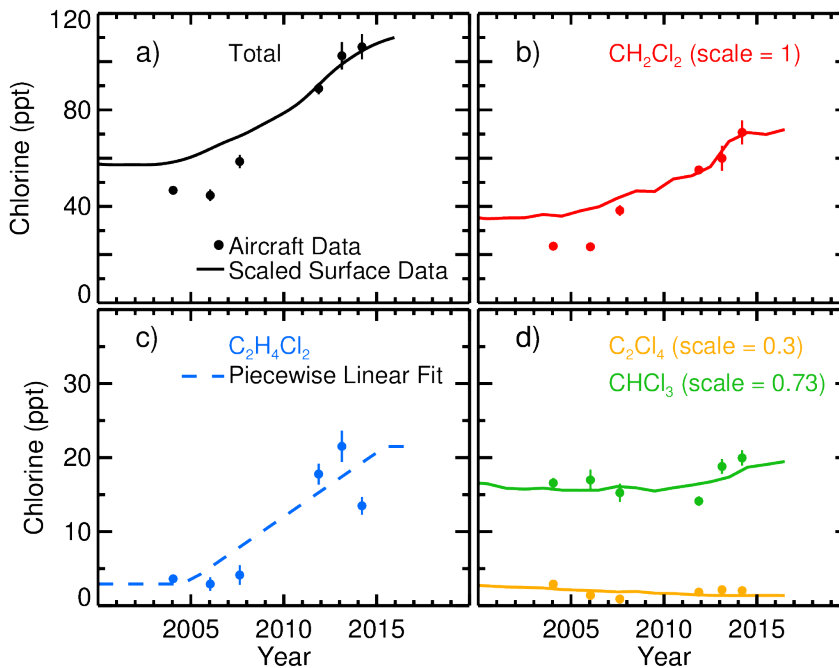 120
80
40
0
Chlorine (ppt)
a)
Total
Aircraft Data
Scaled Surface Data
b)
CH₂Cl₂ (scale = 1)
30
20
10
0
Chlorine (ppt)
c)
C₂H₄Cl₂
Piecewise Linear Fit
2005 2010 2015
Year
d)
C₂Cl₄ (scale = 0.3)
CHCl₃ (scale = 0.73)
2005 2010 2015
Year